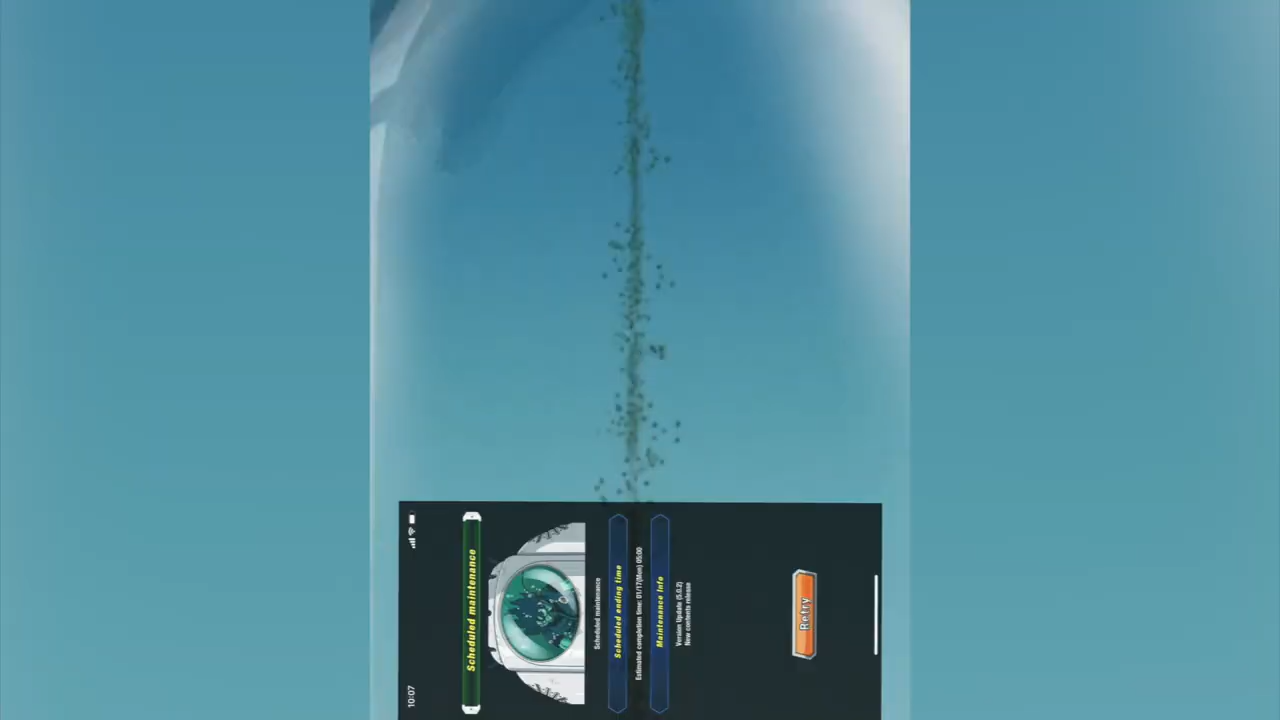 10:07
Scheduled maintenance
Scheduled maintenance
Scheduled ending time
Estimated completion time: 01/17(Mon) 05:00
Maintenance Info
Version Update (5.0.2)
New contents release
Retry